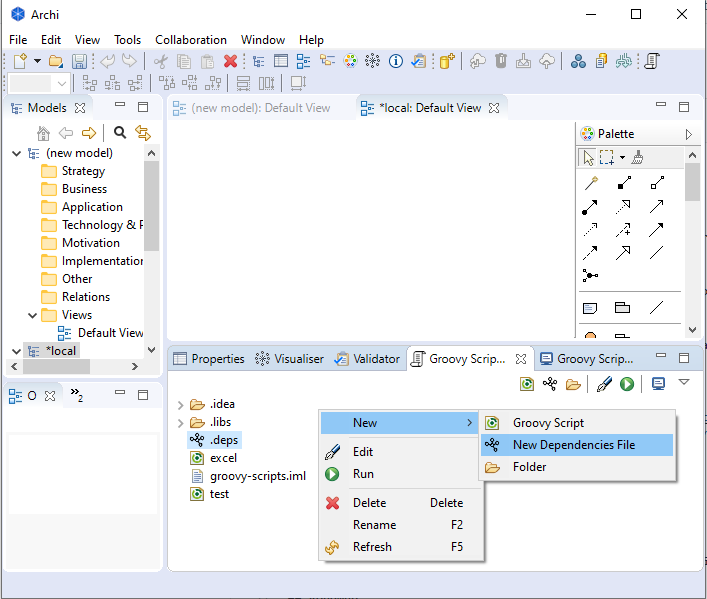 Archi
File Edit View Tools Collaboration Window Help
Models
(new model)
Strategy
Business
Application
Technology & P
Motivation
Implementation
Other
Relations
Views
Default View
*local
O
»2
(new model): Default View
*local: Default View
Palette
Properties
Visualiser
Validator
Groovy Scrip...
Groovy Scrip...
.idea
.libs
.deps
excel
groovy-scripts.iml
test
New
Edit
Run
Delete Delete
Rename F2
Refresh F5
Groovy Script
New Dependencies File
Folder